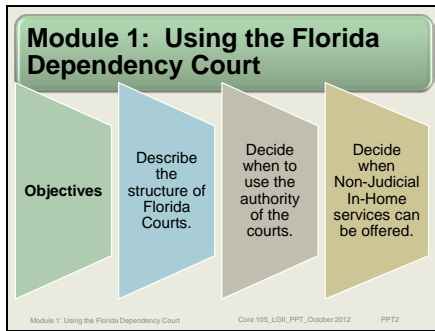 Module 1: Using the Florida
Dependency Court
Objectives
Describe
the
structure of
Florida
Courts.
Decide
when to
use the
authority
of the
courts.
Decide
when
Non-Judicial
In-Home
services can
be offered.
Module 1: Using the Florida Dependency Court
Core 105_LGII_PPT_October 2012
PPT2